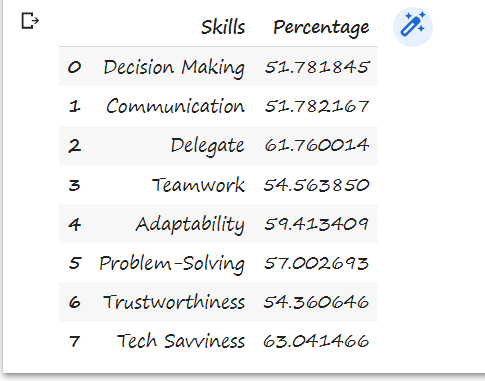 Skills Percentage
0 Decision Making 51.781845
1 Communication 51.782167
2 Delegate 61.760014
3 Teamwork 54.563850
4 Adaptability 59.413409
5 Problem-Solving 57.002693
6 Trustworthiness 54.360646
7 Tech Savviness 63.041466